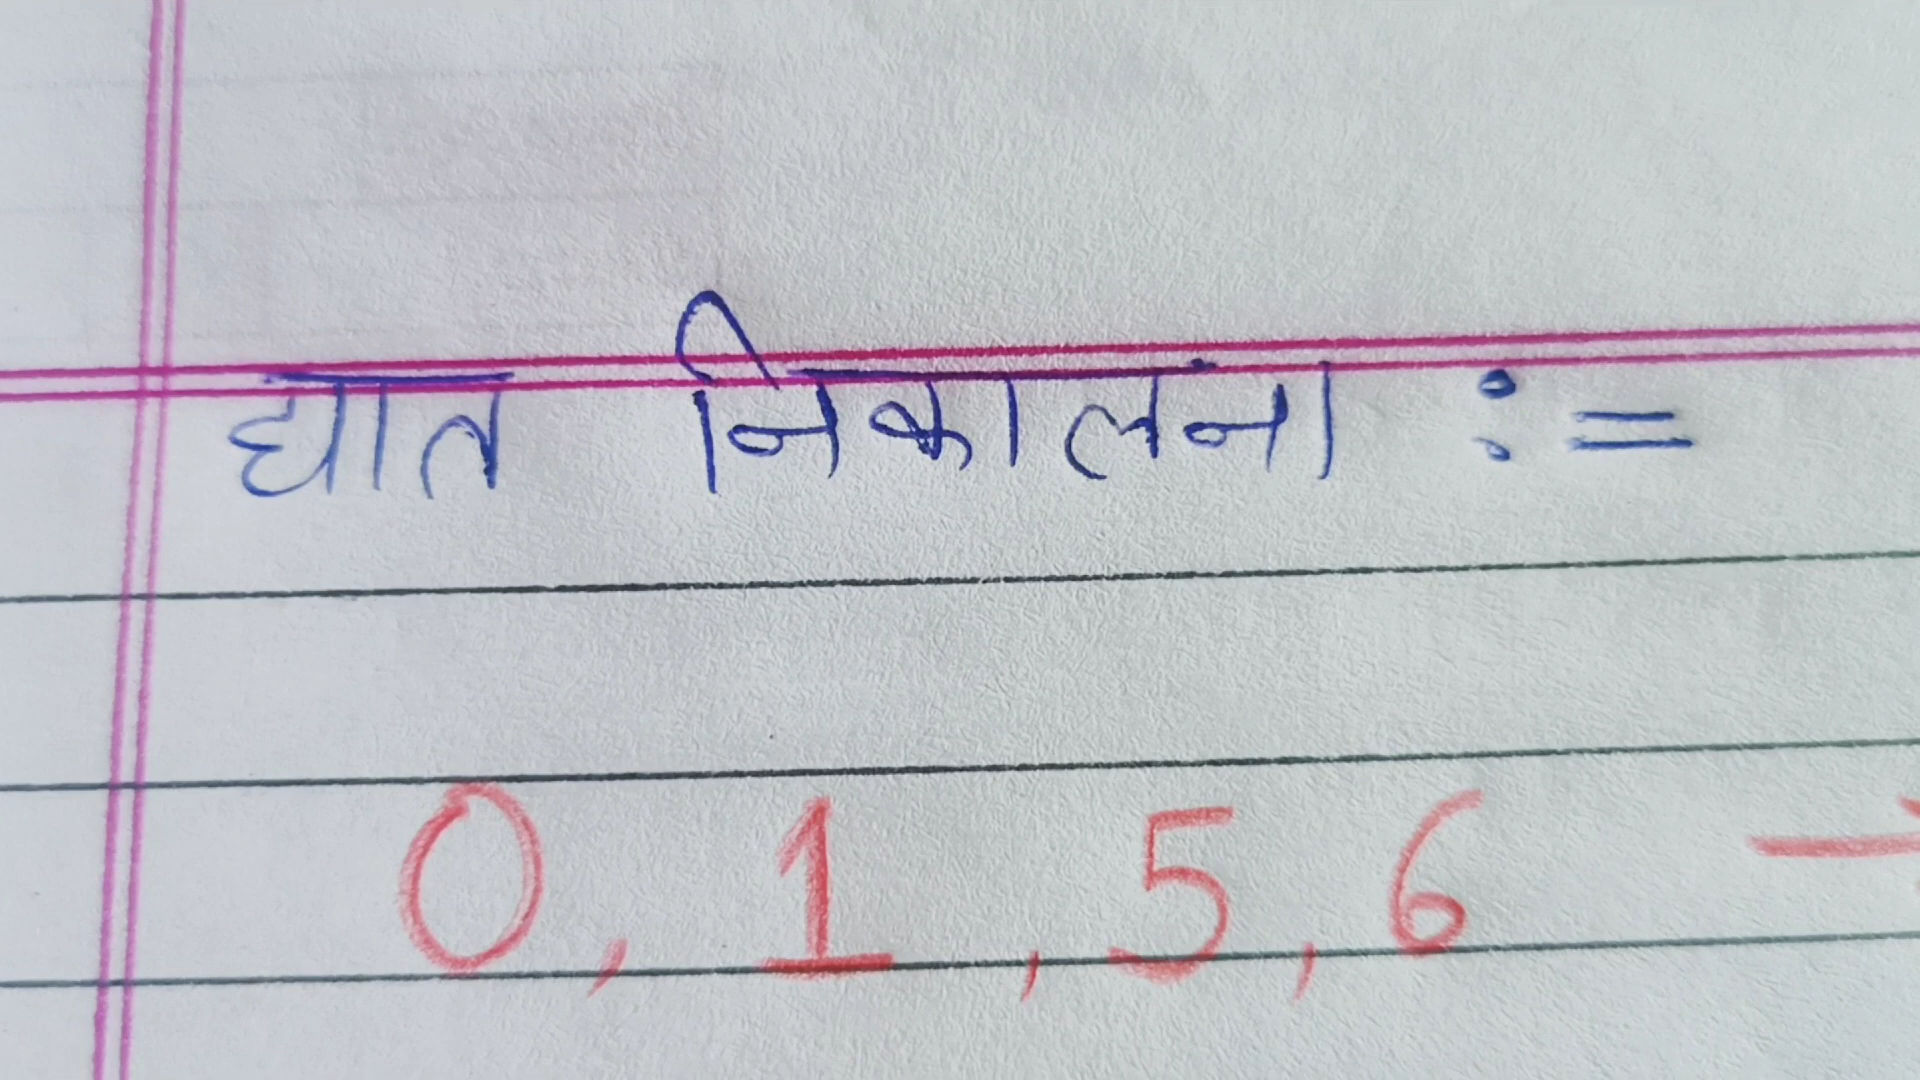 घात निकालना :=
0, 1, 5, 6 →